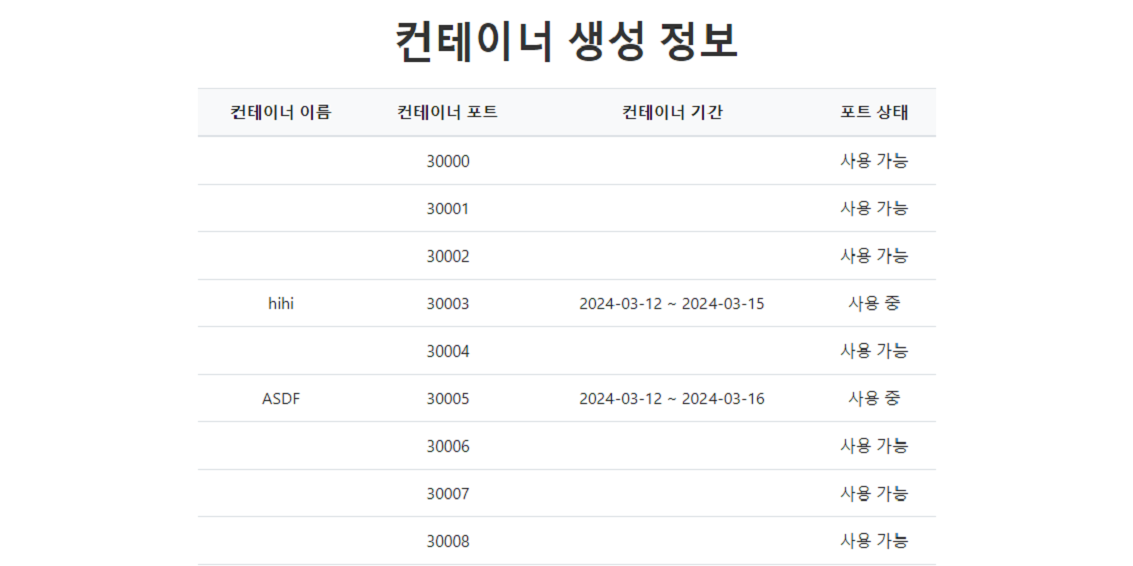 컨테이너 생성 정보
컨테이너 이름 컨테이너 포트 컨테이너 기간 포트 상태
30000 사용 가능
30001 사용 가능
30002 사용 가능
hihi 30003 2024-03-12 ~ 2024-03-15 사용 중
30004 사용 가능
ASDF 30005 2024-03-12 ~ 2024-03-16 사용 중
30006 사용 가능
30007 사용 가능
30008 사용 가능